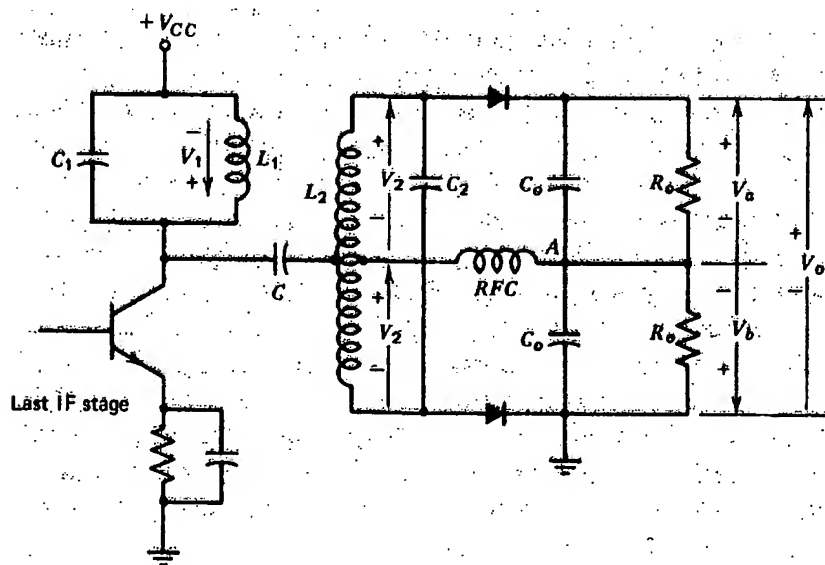 +V_CC
C_1
V_1
L_1
L_2
V_2
C_2
C_o
R_o
V_a
V_o
A
C
RFC
V_2
C_o
R_o
V_b
Last IF stage